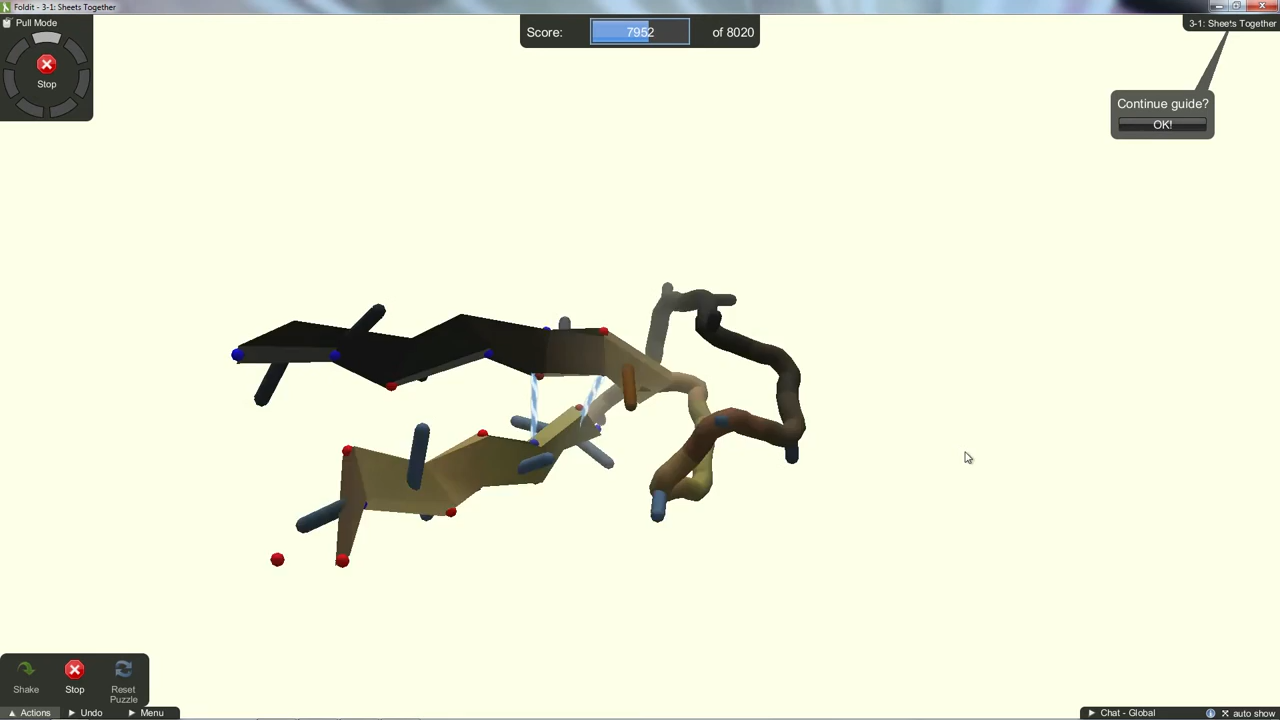 Foldit - 3-1: Sheets Together
Pull Mode
Stop
Score: 7952 of 8020
3-1: Sheets Together
Continue guide?
OK!
Shake
Stop
Reset
Puzzle
Actions
Undo
Menu
Chat - Global
auto show